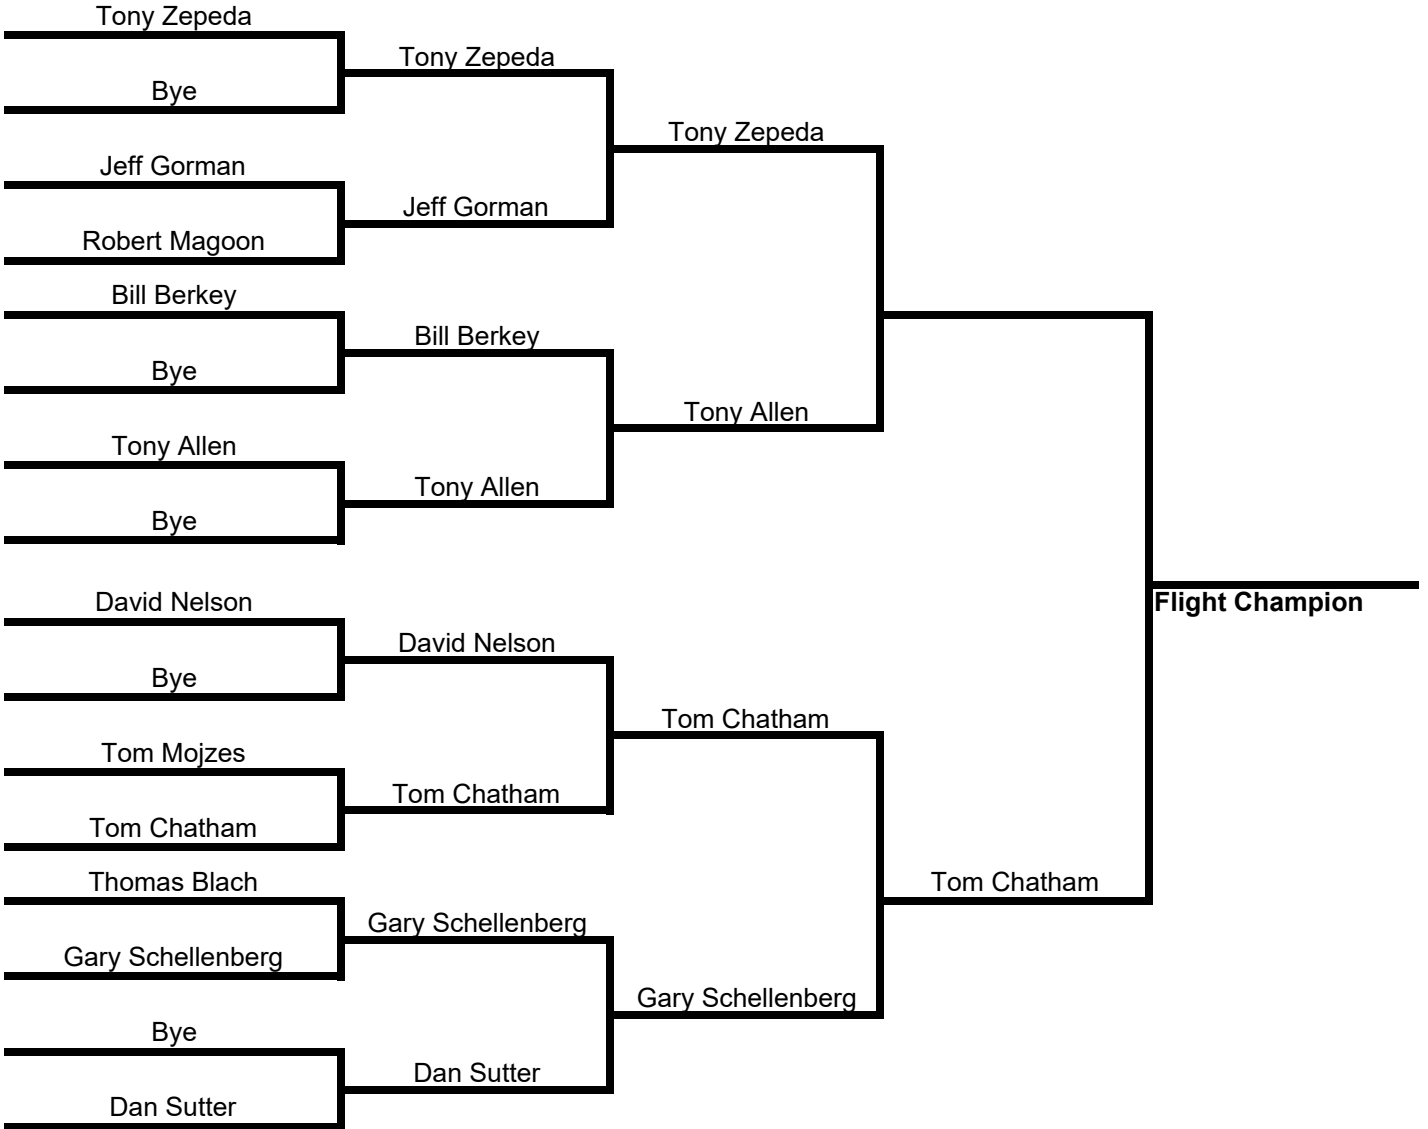 Tony Zepeda
Bye
Jeff Gorman
Robert Magoon
Bill Berkey
Bye
Tony Allen
Bye
David Nelson
Bye
Tom Mojzes
Tom Chatham
Thomas Blach
Gary Schellenberg
Bye
Dan Sutter
Tony Zepeda
Jeff Gorman
Bill Berkey
Tony Allen
David Nelson
Tom Chatham
Gary Schellenberg
Dan Sutter
Tony Zepeda
Tony Allen
Tom Chatham
Gary Schellenberg
Tom Chatham
Flight Champion